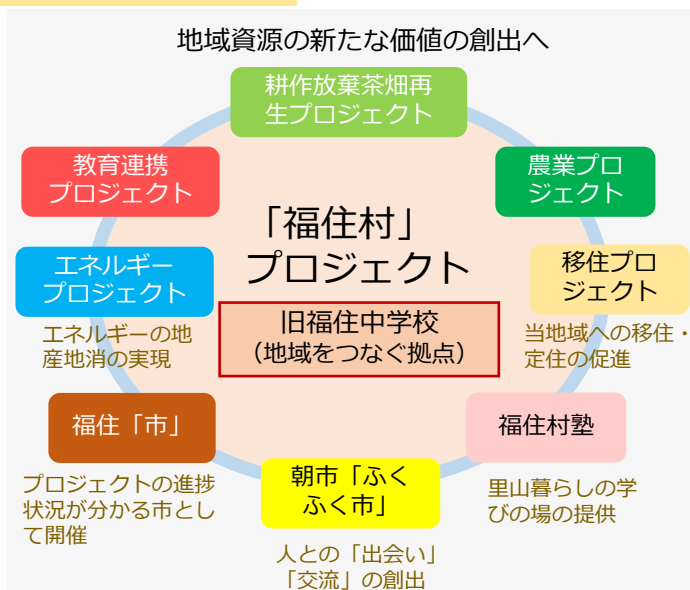 地域資源の新たな価値の創出へ
耕作放棄茶畑再
生プロジェクト
教育連携
プロジェクト
農業プロ
ジェクト
「福住村」
プロジェクト
エネルギー
プロジェクト
移住プロ
ジェクト
旧福住中学校
（地域をつなぐ拠点）
エネルギーの地
産地消の実現
当地域への移住・
定住の促進
福住「市」
福住村塾
プロジェクトの進捗
状況が分かる市とし
て開催
朝市「ふく
ふく市」
里山暮らしの学
びの場の提供
人との「出会い」
「交流」の創出